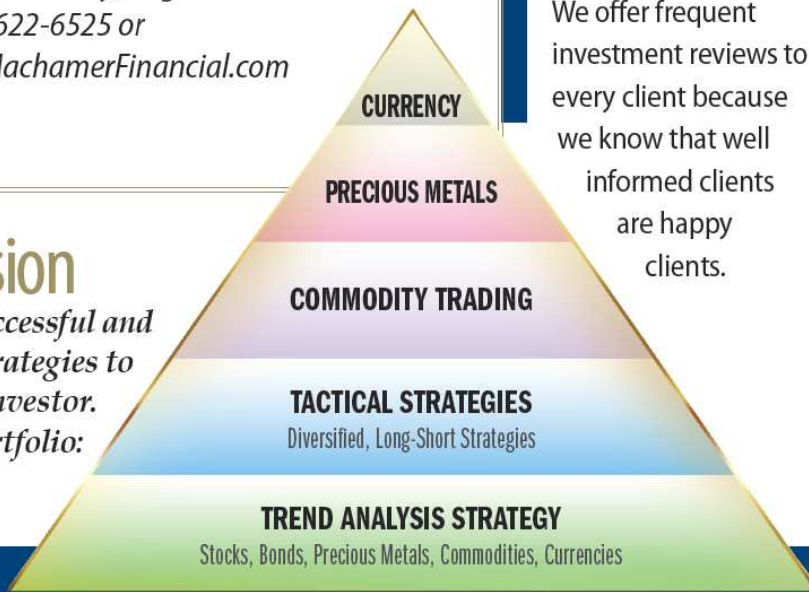 622-6525 or
lachamerFinancial.com
We offer frequent
investment reviews to
every client because
we know that well
informed clients
are happy
clients.
sion
ccessful and
rategies to
nvestor.
rtfolio:
CURRENCY
PRECIOUS METALS
COMMODITY TRADING
TACTICAL STRATEGIES
Diversified, Long-Short Strategies
TREND ANALYSIS STRATEGY
Stocks, Bonds, Precious Metals, Commodities, Currencies